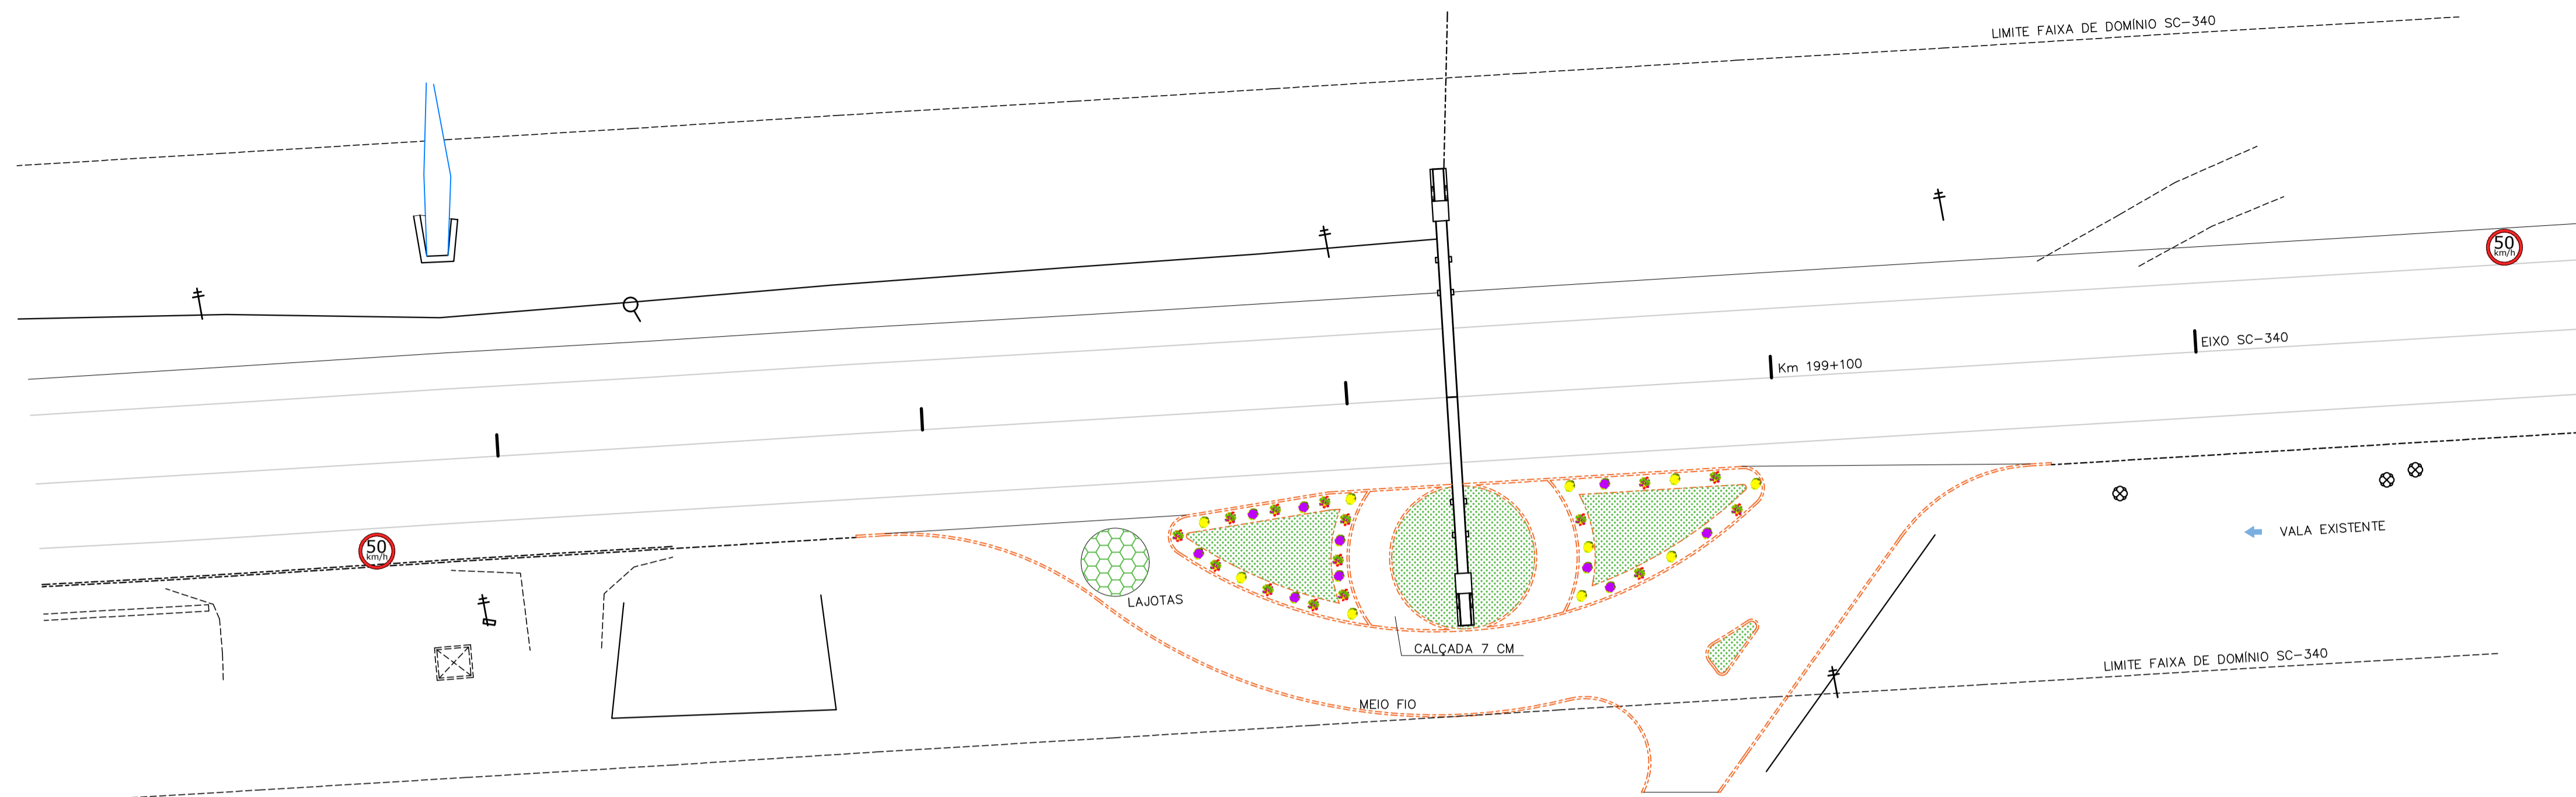 LIMITE FAIXA DE DOMÍNIO SC-340
50
km/h
EIXO SC-340
Km 199+100
VALA EXISTENTE
50
km/h
LAJOTAS
CALÇADA 7 CM
LIMITE FAIXA DE DOMÍNIO SC-340
MEIO FIO